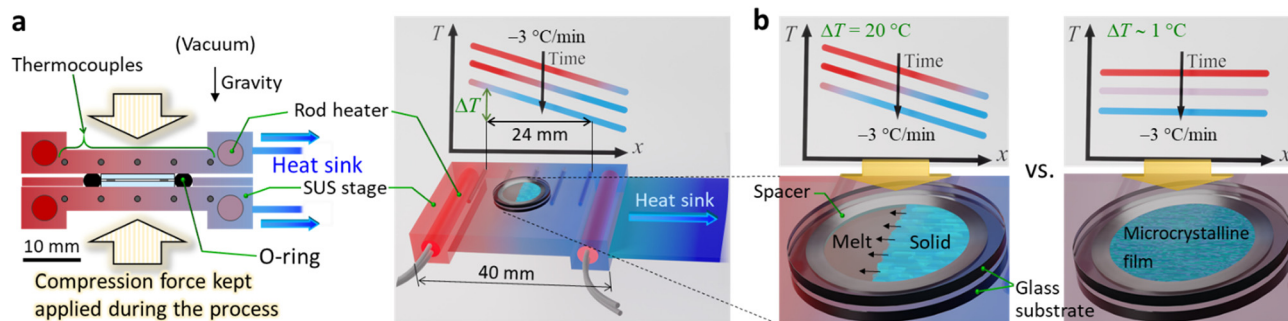 a
(Vacuum)
Thermocouples
Gravity
Rod heater
Heat sink
SUS stage
10 mm
O-ring
Compression force kept
applied during the process
T
–3 °C/min
Time
ΔT
24 mm
x
Heat sink
40 mm
b
T
ΔT = 20 °C
Time
–3 °C/min
x
Spacer
Melt
Solid
vs.
T
ΔT ~ 1 °C
Time
–3 °C/min
x
Microcrystalline
film
Glass
substrate